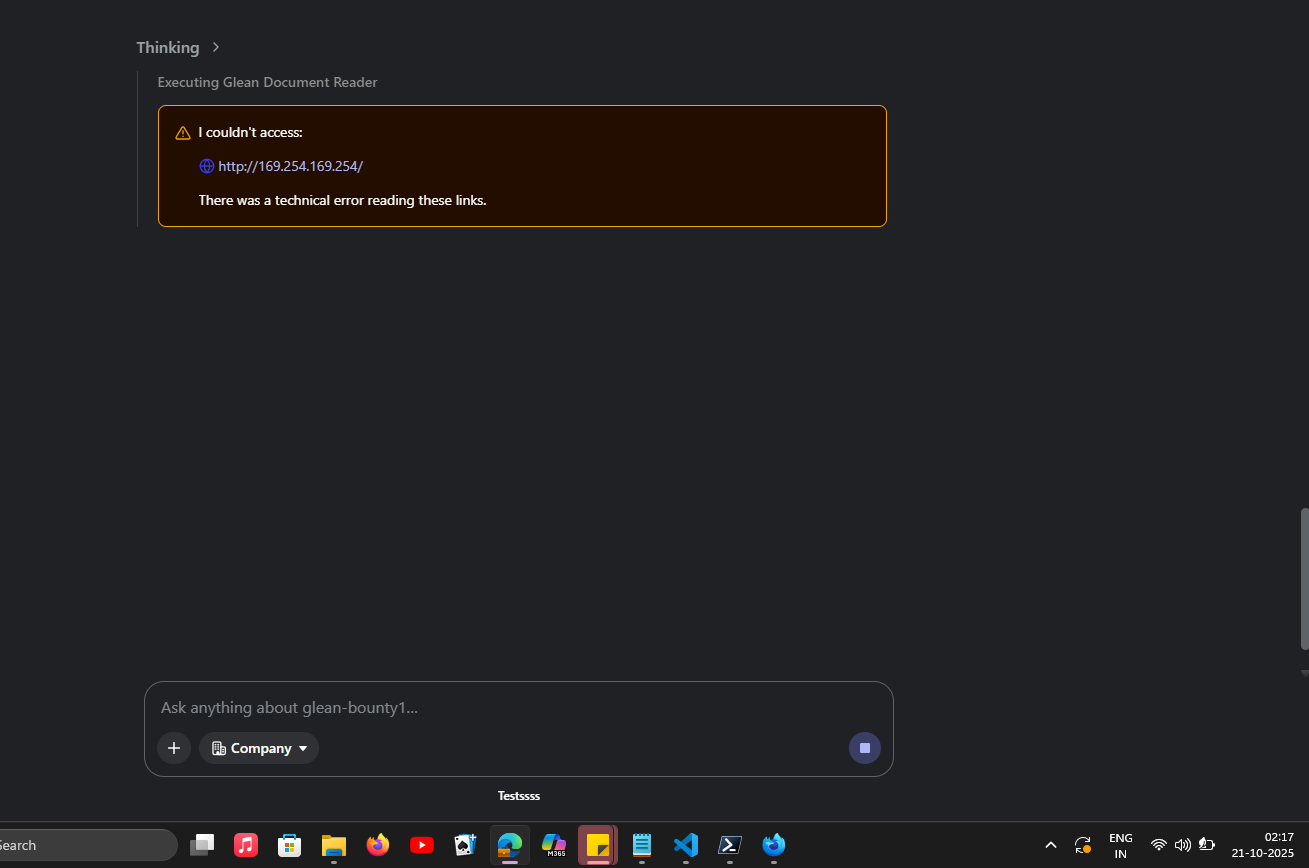 Thinking
Executing Glean Document Reader
I couldn't access:
http://169.254.169.254/
There was a technical error reading these links.
Ask anything about glean-bounty1...
Company
Testssss
Search
M365
ENG
IN
02:17
21-10-2025